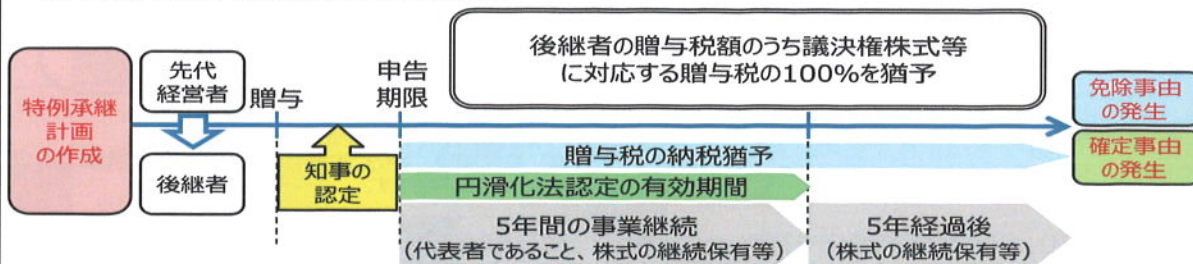 後継者の贈与税額のうち議決権株式等
に対応する贈与税の100%を猶予
特例承継
計画
の作成
先代
経営者
後継者
贈与
知事の
認定
申告
期限
贈与税の納税猶予
円滑化法認定の有効期間
5年間の事業継続
(代表者であること、株式の継続保有等)
5年経過後
(株式の継続保有等)
免除事由
の発生
確定事由
の発生